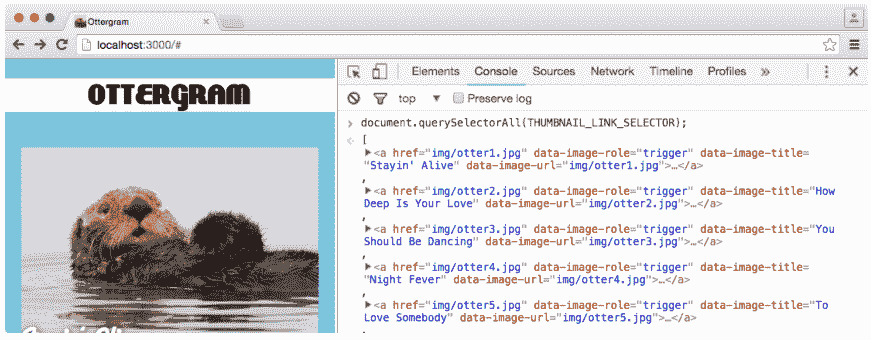 Ottergram
localhost:3000/#
OTTERGRAM
Elements Console Sources Network Timeline Profiles »
top Preserve log
document.querySelectorAll(THUMBNAIL_LINK_SELECTOR);
[
<a href="img/otter1.jpg" data-image-role="trigger" data-image-title=
"Stayin' Alive" data-image-url="img/otter1.jpg">…</a>
,
<a href="img/otter2.jpg" data-image-role="trigger" data-image-title="How
Deep Is Your Love" data-image-url="img/otter2.jpg">…</a>
,
<a href="img/otter3.jpg" data-image-role="trigger" data-image-title="You
Should Be Dancing" data-image-url="img/otter3.jpg">…</a>
,
<a href="img/otter4.jpg" data-image-role="trigger" data-image-title=
"Night Fever" data-image-url="img/otter4.jpg">…</a>
,
<a href="img/otter5.jpg" data-image-role="trigger" data-image-title="To
Love Somebody" data-image-url="img/otter5.jpg">…</a>
,